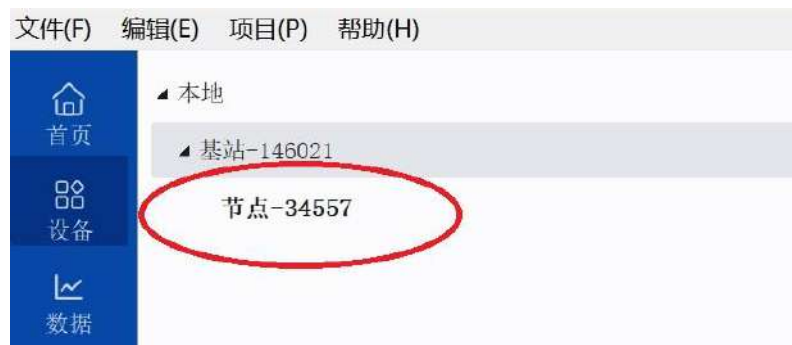 文件(F) 编辑(E) 项目(P) 帮助(H)
首页
设备
数据
本地
基站-146021
节点-34557